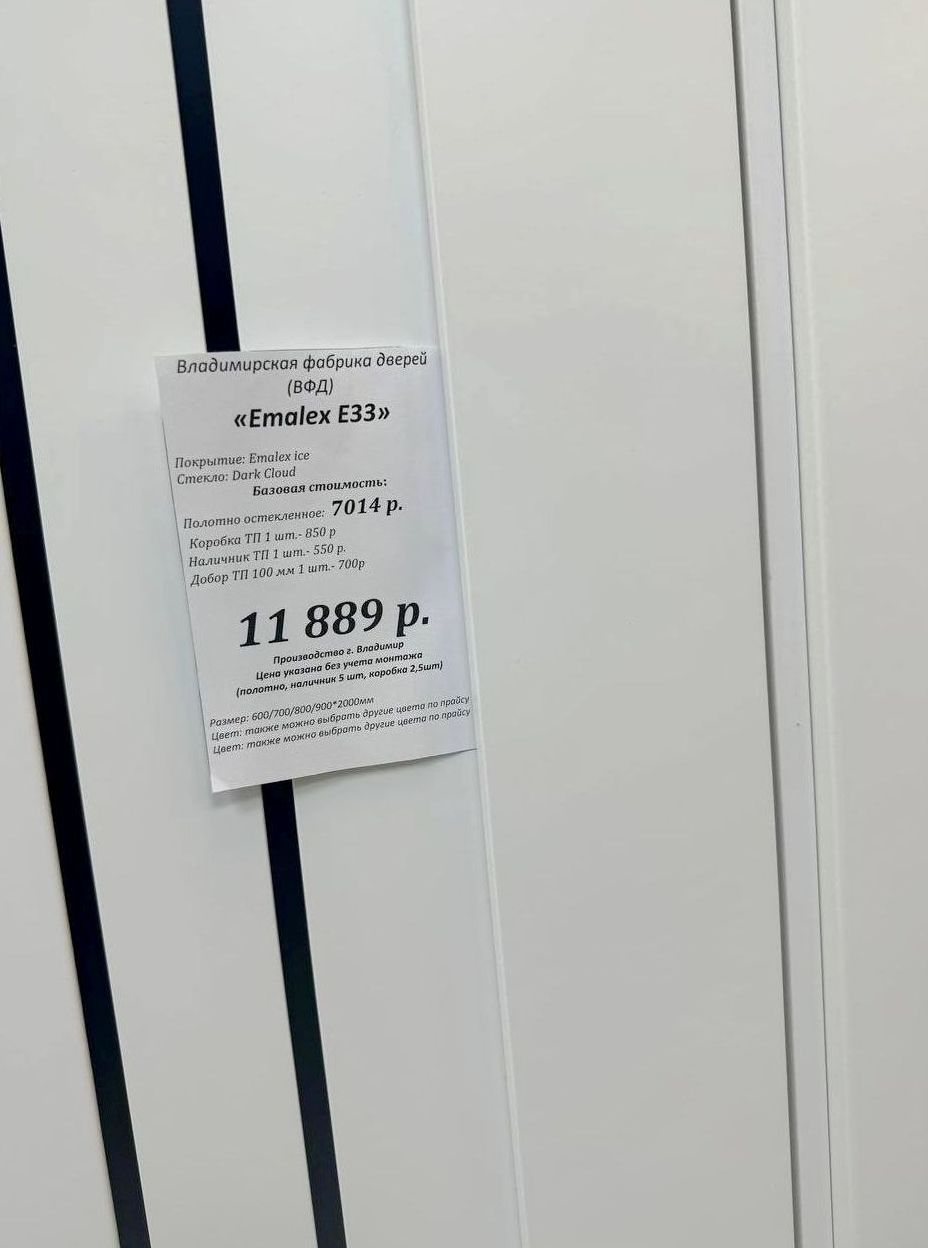 Владимирская фабрика дверей
(ВФД)
«Emalex E33»
Покрытие: Emalex ice
Стекло: Dark Cloud
Базовая стоимость:
Полотно остекленное: 7014 р.
Коробка ТП 1 шт.- 850 р
Наличник ТП 1 шт.- 550 р.
Добор ТП 100 мм 1 шт.- 700р
11 889 р.
Производство г. Владимир
Цена указана без учета монтажа
(полотно, наличник 5 шт, коробка 2,5шт)
Размер: 600/700/800/900*2000мм
Цвет: также можно выбрать другие цвета по прайсу
Цвет: также можно выбрать другие цвета по прайсу